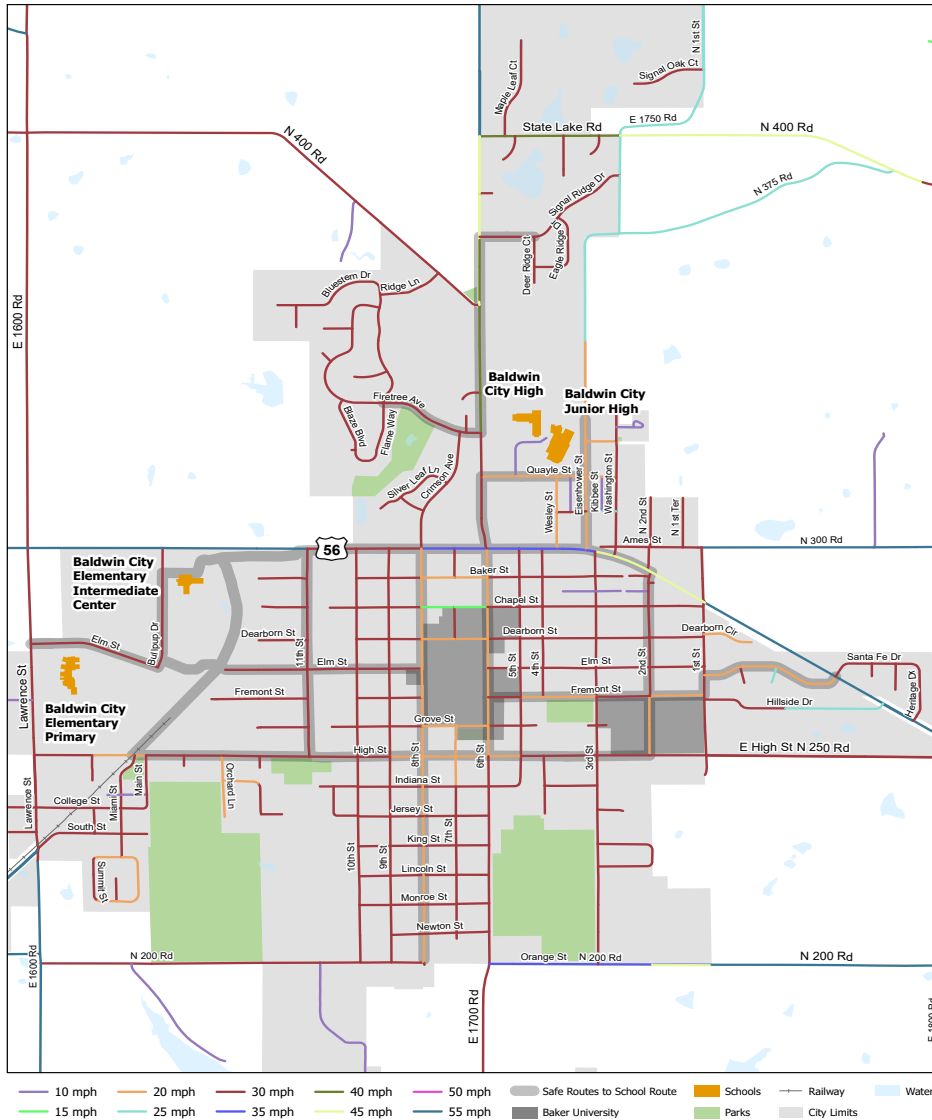 N 1st St
Signal Oak Ct
Maple Leaf Ct
E 1750 Rd
State Lake Rd
N 400 Rd
N 400 Rd
N 375 Rd
Signal Ridge Dr
Eagle Ridge Dr
Deer Ridge Ct
Bluestem Dr
Ridge Ln
E 1600 Rd
Baldwin
City High
Baldwin City
Junior High
Firetree Ave
Blaze Blvd
Flame Way
Silver Leaf Ln
Crimson Ave
Quayle St
Wesley St
Eisenhower St
Kibbee St
Washington St
N 2nd St
N 1st Ter
Ames St
N 300 Rd
56
Baldwin City
Elementary
Intermediate
Center
Baker St
Chapel St
Bullpup Dr
Elm St
Dearborn St
11th St
Elm St
Dearborn St
5th St
4th St
Elm St
2nd St
1st St
Dearborn Cir
Santa Fe Dr
Heritage Dr
Hillside Dr
Lawrence St
Baldwin City
Elementary
Primary
Fremont St
Fremont St
Grove St
High St
8th St
6th St
3rd St
E High St N 250 Rd
Main St
Miami St
Orchard Ln
Indiana St
Lawrence St
College St
South St
Summit St
Jersey St
7th St
King St
10th St
9th St
Lincoln St
Monroe St
Newton St
N 200 Rd
Orange St
N 200 Rd
N 200 Rd
E 1600 Rd
E 1700 Rd
E 1800 Rd
10 mph
20 mph
30 mph
40 mph
50 mph
Safe Routes to School Route
Schools
Railway
Water
15 mph
25 mph
35 mph
45 mph
55 mph
Baker University
Parks
City Limits